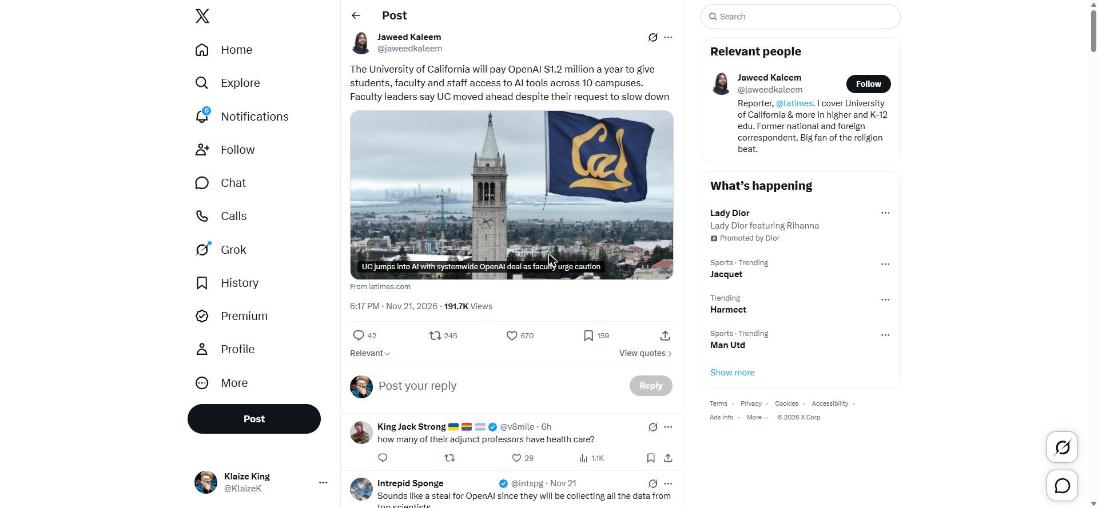 Post
Jaweed Kaleem
@jaweedkaleem
The University of California will pay OpenAI $1.2 million a year to give
students, faculty and staff access to AI tools across 10 campuses.
Faculty leaders say UC moved ahead despite their request to slow down
Cal
UC jumps into AI with systemwide OpenAI deal as faculty urge caution
From latimes.com
6:17 PM · Nov 21, 2026 · 191.7K Views
42
245
670
159
Relevant
View quotes
Post your reply
Reply
King Jack Strong @v8mile · 6h
how many of their adjunct professors have health care?
29
1.1K
Intrepid Sponge @intspg · Nov 21
Sounds like a steal for OpenAI since they will be collecting all the data from
top scientists
Home
Explore
6
Notifications
Follow
Chat
Calls
Grok
History
Premium
Profile
More
Post
Klaize King
@KlaizeK
Search
Relevant people
Jaweed Kaleem
@jaweedkaleem
Follow
Reporter, @latimes. I cover University
of California & more in higher and K-12
edu. Former national and foreign
correspondent. Big fan of the religion
beat.
What's happening
Lady Dior
Lady Dior featuring Rihanna
Promoted by Dior
Sports · Trending
Jacquet
Trending
Harmeet
Sports · Trending
Man Utd
Show more
Terms · Privacy · Cookies · Accessibility ·
Ads info · More ·· © 2026 X Corp.